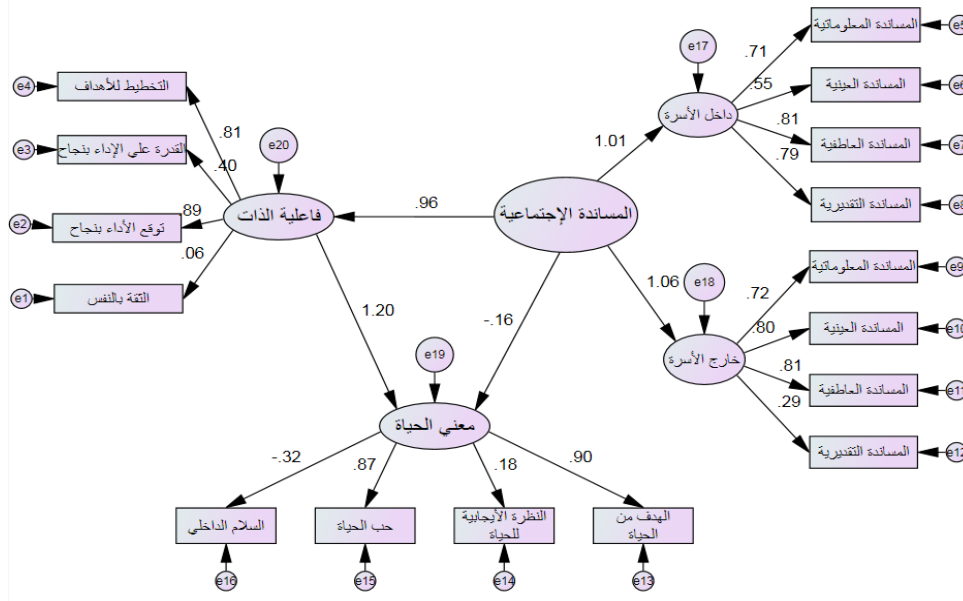 المساندة المعلوماتية
e5
e17
.71
المساندة العينية
e6
.55
داخل الأسرة
.81
المساندة العاطفية
e7
.79
1.01
المساندة التقديرية
e8
e4
التخطيط للأهداف
.81
e20
e3
القدرة علي الإداء بنجاح
.40
فاعلية الذات
.96
المساندة الإجتماعية
e2
توقع الأداء بنجاح
.89
.06
e1
الثقة بالنفس
1.20
-.16
1.06
e18
المساندة المعلوماتية
e9
.72
المساندة العينية
e10
.80
خارج الأسرة
.81
المساندة العاطفية
e11
.29
المساندة التقديرية
e12
e19
معني الحياة
-.32
.87
.18
.90
الهدف من
الحياة
النظرة الأيجابية
للحياة
حب الحياة
السلام الداخلي
e16
e15
e14
e13